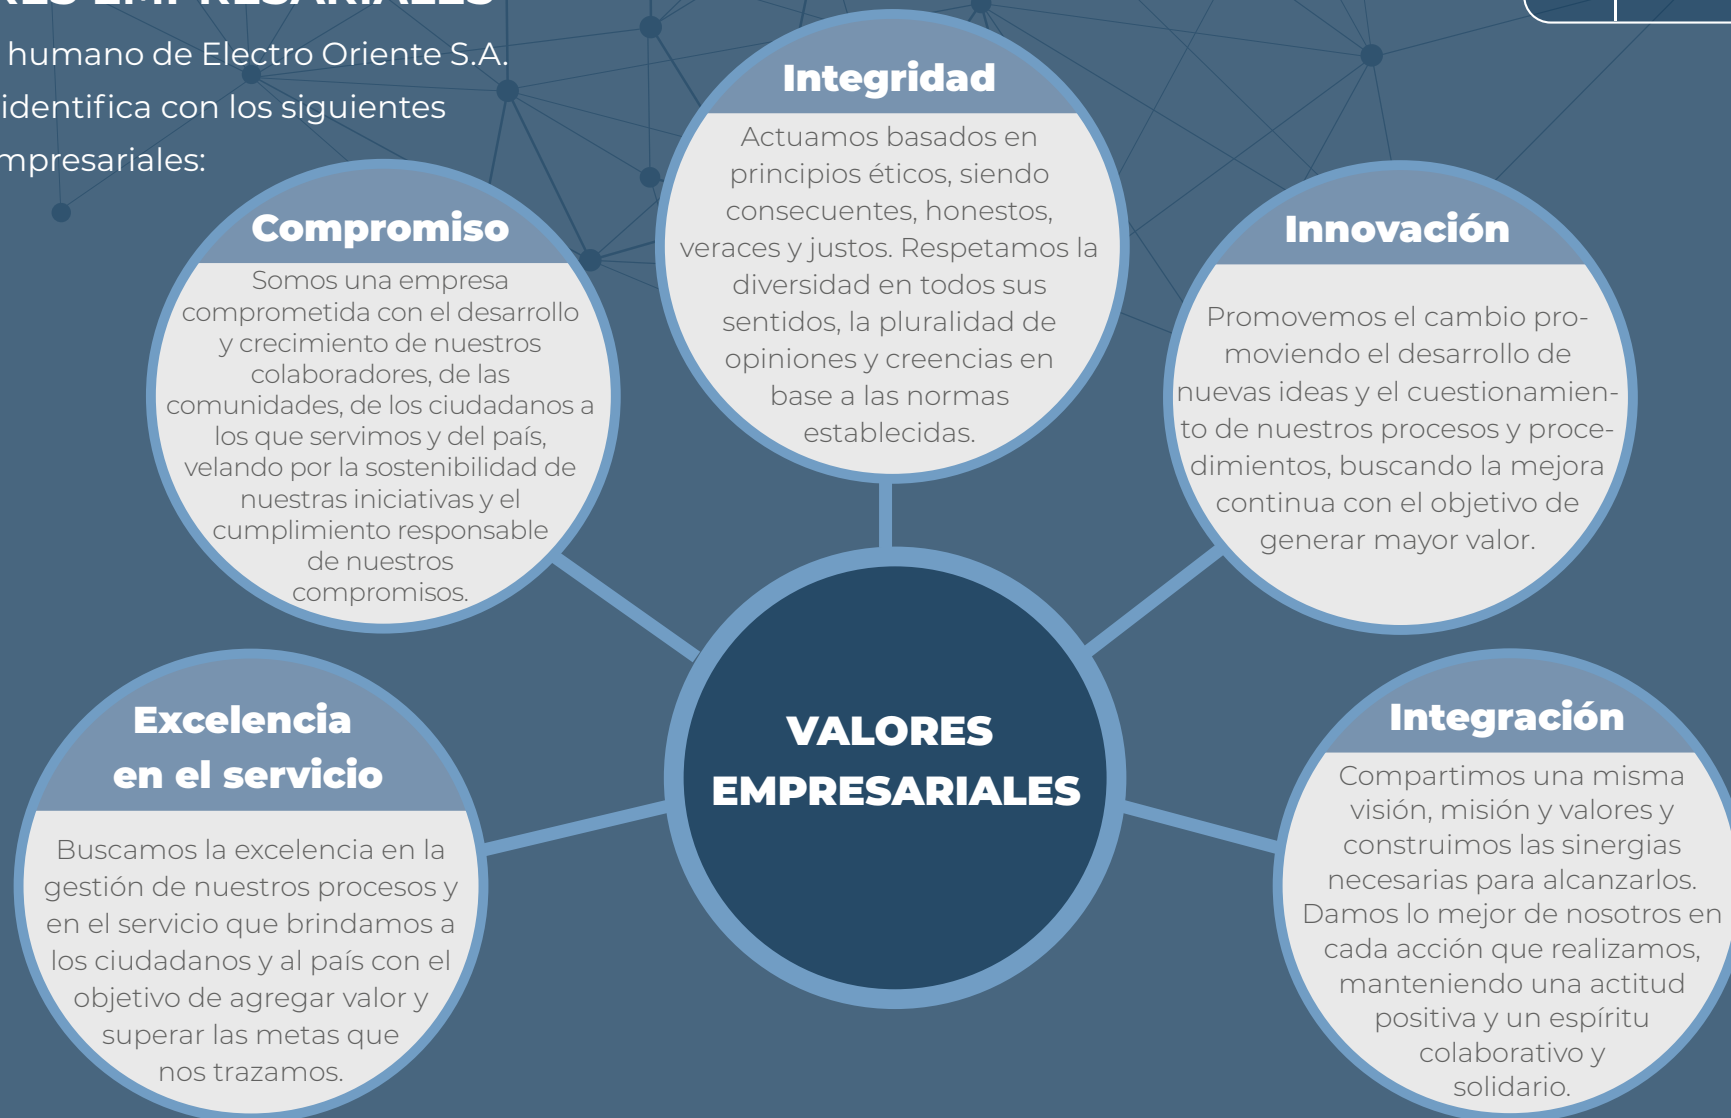 RES EMPRESARIALES
humano de Electro Oriente S.A.
identifica con los siguientes
mpresariales:
Integridad
Actuamos basados en
principios éticos, siendo
consecuentes, honestos,
veraces y justos. Respetamos la
diversidad en todos sus
sentidos, la pluralidad de
opiniones y creencias en
base a las normas
establecidas.
Compromiso
Somos una empresa
comprometida con el desarrollo
y crecimiento de nuestros
colaboradores, de las
comunidades, de los ciudadanos a
los que servimos y del país,
velando por la sostenibilidad de
nuestras iniciativas y el
cumplimiento responsable
de nuestros
compromisos.
Innovación
Promovemos el cambio pro-
moviendo el desarrollo de
nuevas ideas y el cuestionamien-
to de nuestros procesos y proce-
dimientos, buscando la mejora
continua con el objetivo de
generar mayor valor.
Excelencia
en el servicio
Buscamos la excelencia en la
gestión de nuestros procesos y
en el servicio que brindamos a
los ciudadanos y al país con el
objetivo de agregar valor y
superar las metas que
nos trazamos.
VALORES
EMPRESARIALES
Integración
Compartimos una misma
visión, misión y valores y
construimos las sinergias
necesarias para alcanzarlos.
Damos lo mejor de nosotros en
cada acción que realizamos,
manteniendo una actitud
positiva y un espíritu
colaborativo y
solidario.